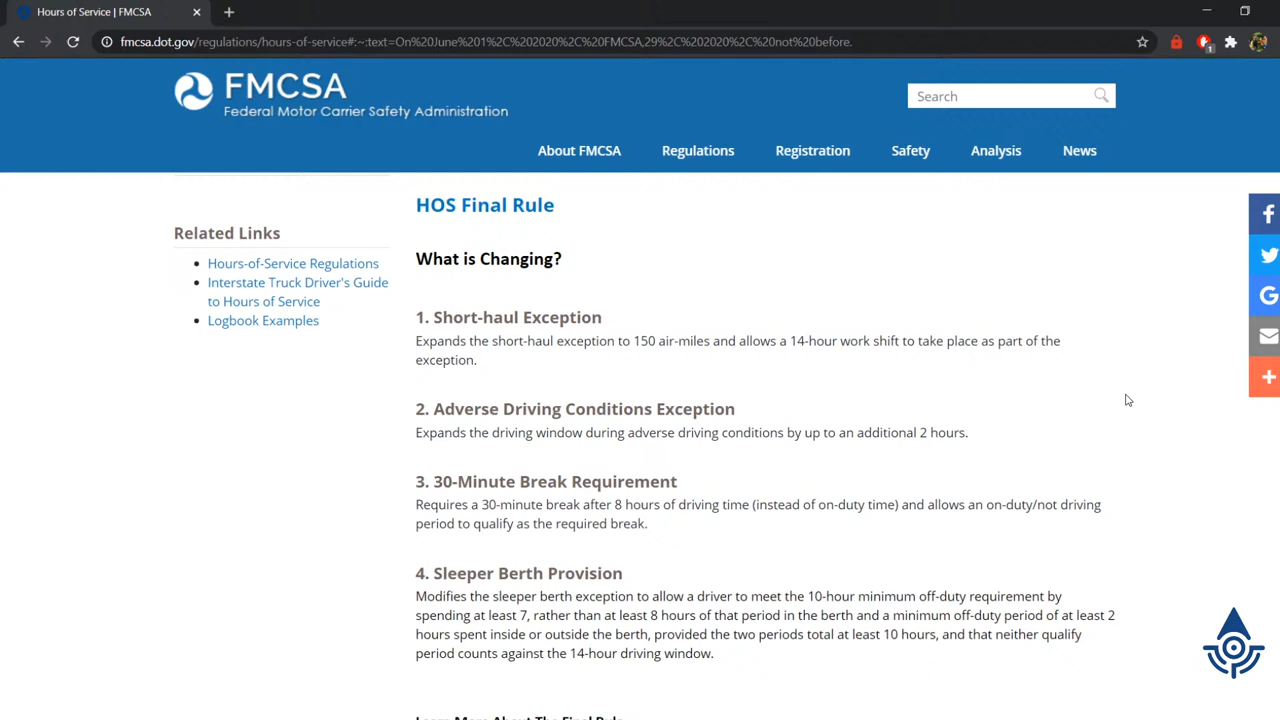 Hours of Service | FMCSA
fmcsa.dot.gov/regulations/hours-of-service#:~:text=On%20June%201%2C%202020%2C%20FMCSA,29%2C%202020%2C%20not%20before.
1
FMCSA
Federal Motor Carrier Safety Administration
Search
About FMCSA Regulations Registration Safety Analysis News
Related Links
Hours-of-Service Regulations
Interstate Truck Driver's Guide
to Hours of Service
Logbook Examples
HOS Final Rule
What is Changing?
1. Short-haul Exception
Expands the short-haul exception to 150 air-miles and allows a 14-hour work shift to take place as part of the
exception.
2. Adverse Driving Conditions Exception
Expands the driving window during adverse driving conditions by up to an additional 2 hours.
3. 30-Minute Break Requirement
Requires a 30-minute break after 8 hours of driving time (instead of on-duty time) and allows an on-duty/not driving
period to qualify as the required break.
4. Sleeper Berth Provision
Modifies the sleeper berth exception to allow a driver to meet the 10-hour minimum off-duty requirement by
spending at least 7, rather than at least 8 hours of that period in the berth and a minimum off-duty period of at least 2
hours spent inside or outside the berth, provided the two periods total at least 10 hours, and that neither qualify
period counts against the 14-hour driving window.
Learn More About The Final Rule